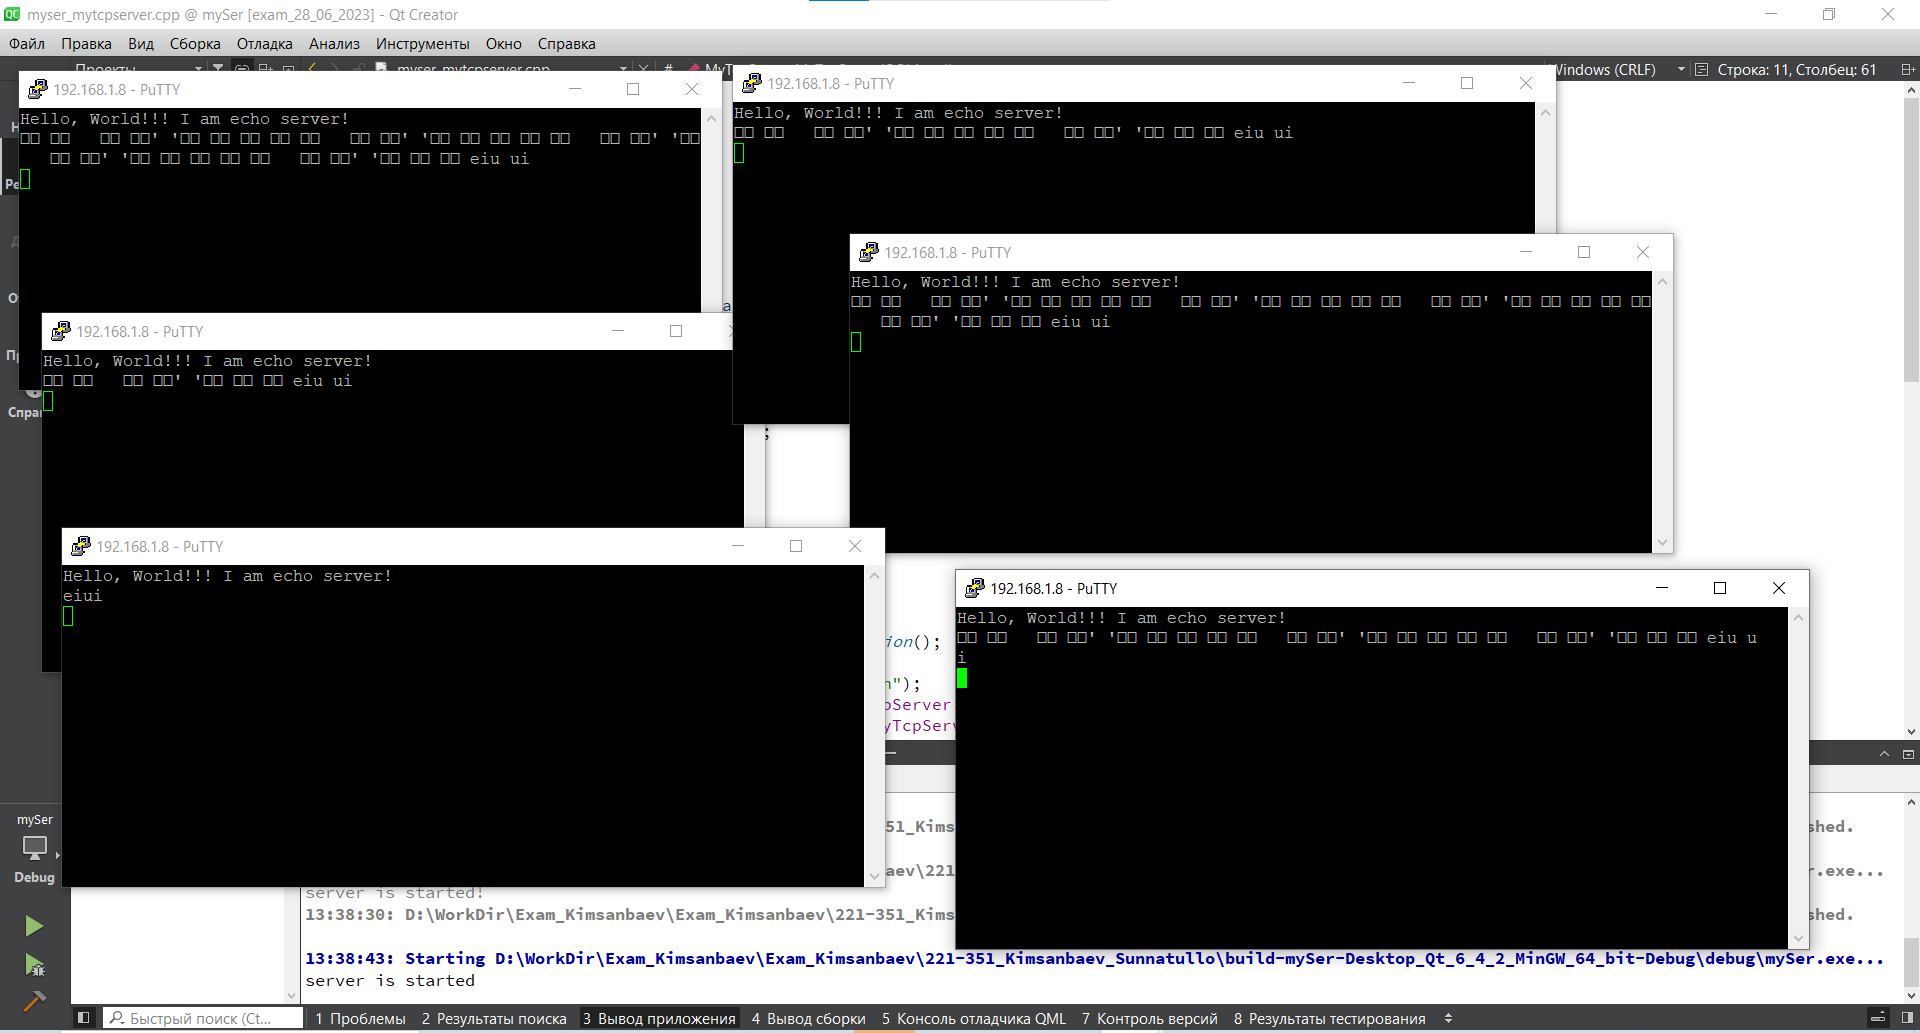 myser_mytcpserver.cpp @ mySer [exam_28_06_2023] - Qt Creator
Файл Правка Вид Сборка Отладка Анализ Инструменты Окно Справка
Проекты myser_mytcpserver.cpp # Windows (CRLF) Строка: 11, Столбец: 61
192.168.1.8 - PuTTY
Hello, World!!! I am echo server!
□□ □□   □□ □□' '□□ □□ □□ □□ □□   □□ □□' '□□ □□ □□ □□ □□   □□ □□' '□□
□□ □□' '□□ □□ □□ □□ □□   □□ □□' '□□ □□ □□ eiu ui
192.168.1.8 - PuTTY
Hello, World!!! I am echo server!
□□ □□   □□ □□' '□□ □□ □□ □□ □□   □□ □□' '□□ □□ □□ eiu ui
192.168.1.8 - PuTTY
Hello, World!!! I am echo server!
□□ □□   □□ □□' '□□ □□ □□ □□ □□   □□ □□' '□□ □□ □□ □□ □□   □□ □□' '□□ □□ □□ □□ □□
□□ □□' '□□ □□ □□ eiu ui
192.168.1.8 - PuTTY
Hello, World!!! I am echo server!
□□ □□   □□ □□' '□□ □□ □□ eiu ui
;
192.168.1.8 - PuTTY
Hello, World!!! I am echo server!
eiui
192.168.1.8 - PuTTY
Hello, World!!! I am echo server!
□□ □□   □□ □□' '□□ □□ □□ □□ □□   □□ □□' '□□ □□ □□ □□ □□   □□ □□' '□□ □□ □□ eiu u
i
ion();
n");
pServer
yTcpServ
mySer
Debug
51_Kims shed.
aev\221 r.exe...
server is started!
13:38:30: D:\WorkDir\Exam_Kimsanbaev\Exam_Kimsanbaev\221-351_Kims shed.
13:38:43: Starting D:\WorkDir\Exam_Kimsanbaev\Exam_Kimsanbaev\221-351_Kimsanbaev_Sunnatullo\build-mySer-Desktop_Qt_6_4_2_MinGW_64_bit-Debug\debug\mySer.exe...
server is started
Быстрый поиск (Ct... 1 Проблемы 2 Результаты поиска 3 Вывод приложения 4 Вывод сборки 5 Консоль отладчика QML 7 Контроль версий 8 Результаты тестирования